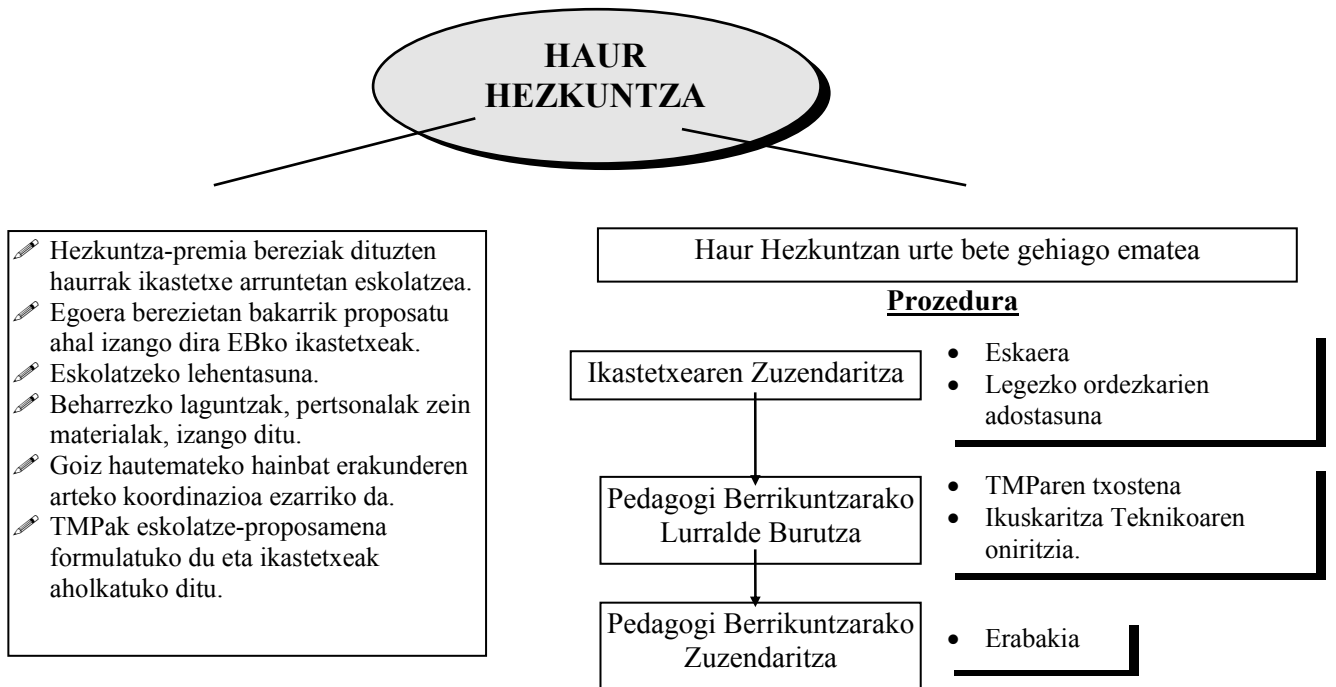 HAUR
HEZKUNTZA
Hezkuntza-premia bereziak dituzten
haurrak ikastetxe arruntetan eskolatzea.
Egoera berezietan bakarrik proposatu
ahal izango dira EBko ikastetxeak.
Eskolatzeko lehentasuna.
Beharrezko laguntzak, pertsonalak zein
materialak, izango ditu.
Goiz hautemateko hainbat erakunderen
arteko koordinazioa ezarriko da.
TMPak eskolatze-proposamena
formulatuko du eta ikastetxeak
aholkatuko ditu.
Haur Hezkuntzan urte bete gehiago ematea
Prozedura
Ikastetxearen Zuzendaritza
• Eskaera
• Legezko ordezkarien
adostasuna
Pedagogi Berrikuntzarako
Lurralde Burutza
• TMParen txostena
• Ikuskaritza Teknikoaren
oniritzia.
Pedagogi Berrikuntzarako
Zuzendaritza
• Erabakia